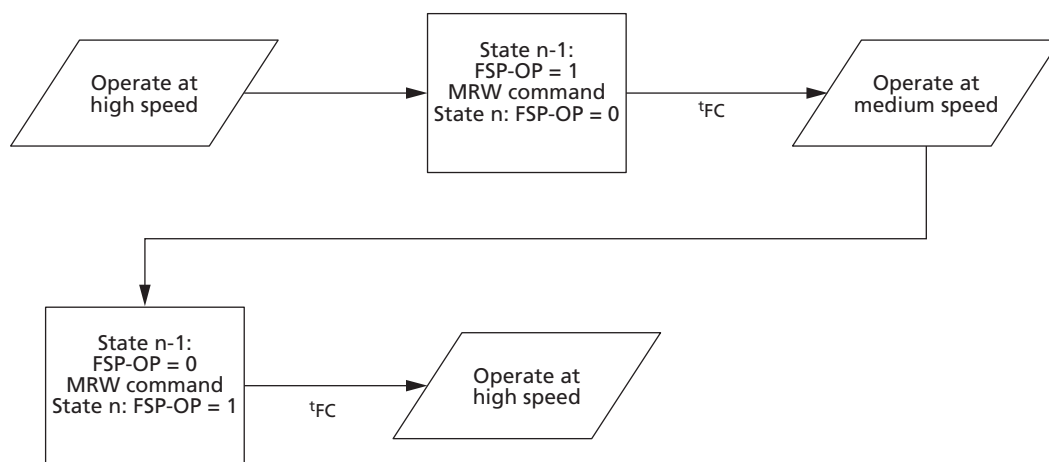 Operate at
high speed
State n-1:
FSP-OP = 1
MRW command
State n: FSP-OP = 0
tFC
Operate at
medium speed
State n-1:
FSP-OP = 0
MRW command
State n: FSP-OP = 1
tFC
Operate at
high speed